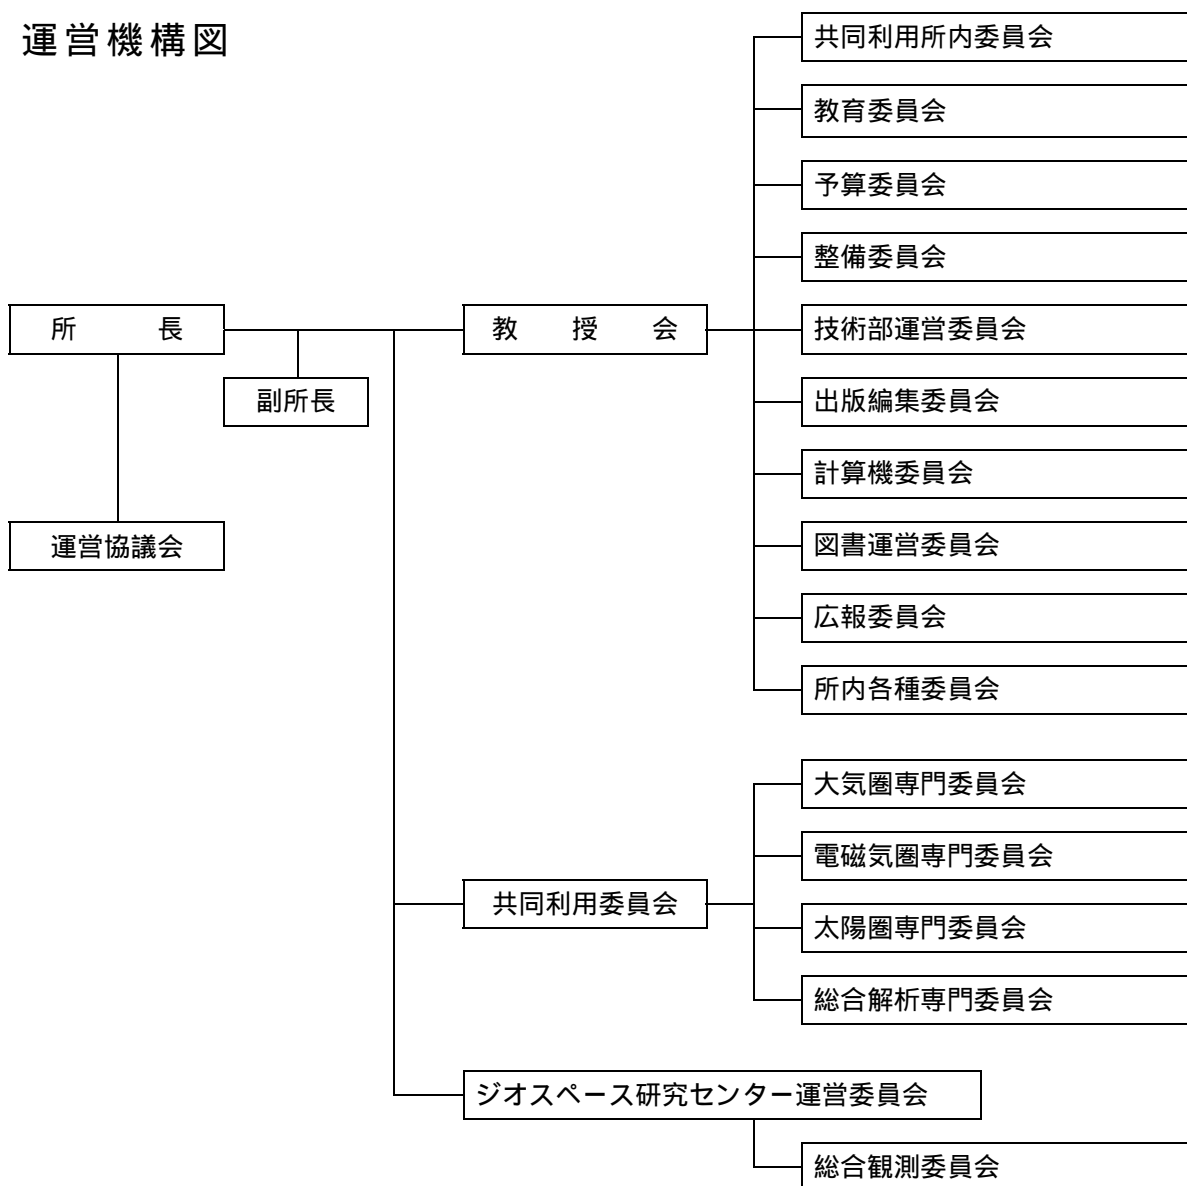 運営機構図
共同利用所内委員会
教育委員会
予算委員会
整備委員会
所長
教授会
技術部運営委員会
副所長
出版編集委員会
計算機委員会
運営協議会
図書運営委員会
広報委員会
所内各種委員会
大気圏専門委員会
電磁気圏専門委員会
共同利用委員会
太陽圏専門委員会
総合解析専門委員会
ジオスペース研究センター運営委員会
総合観測委員会